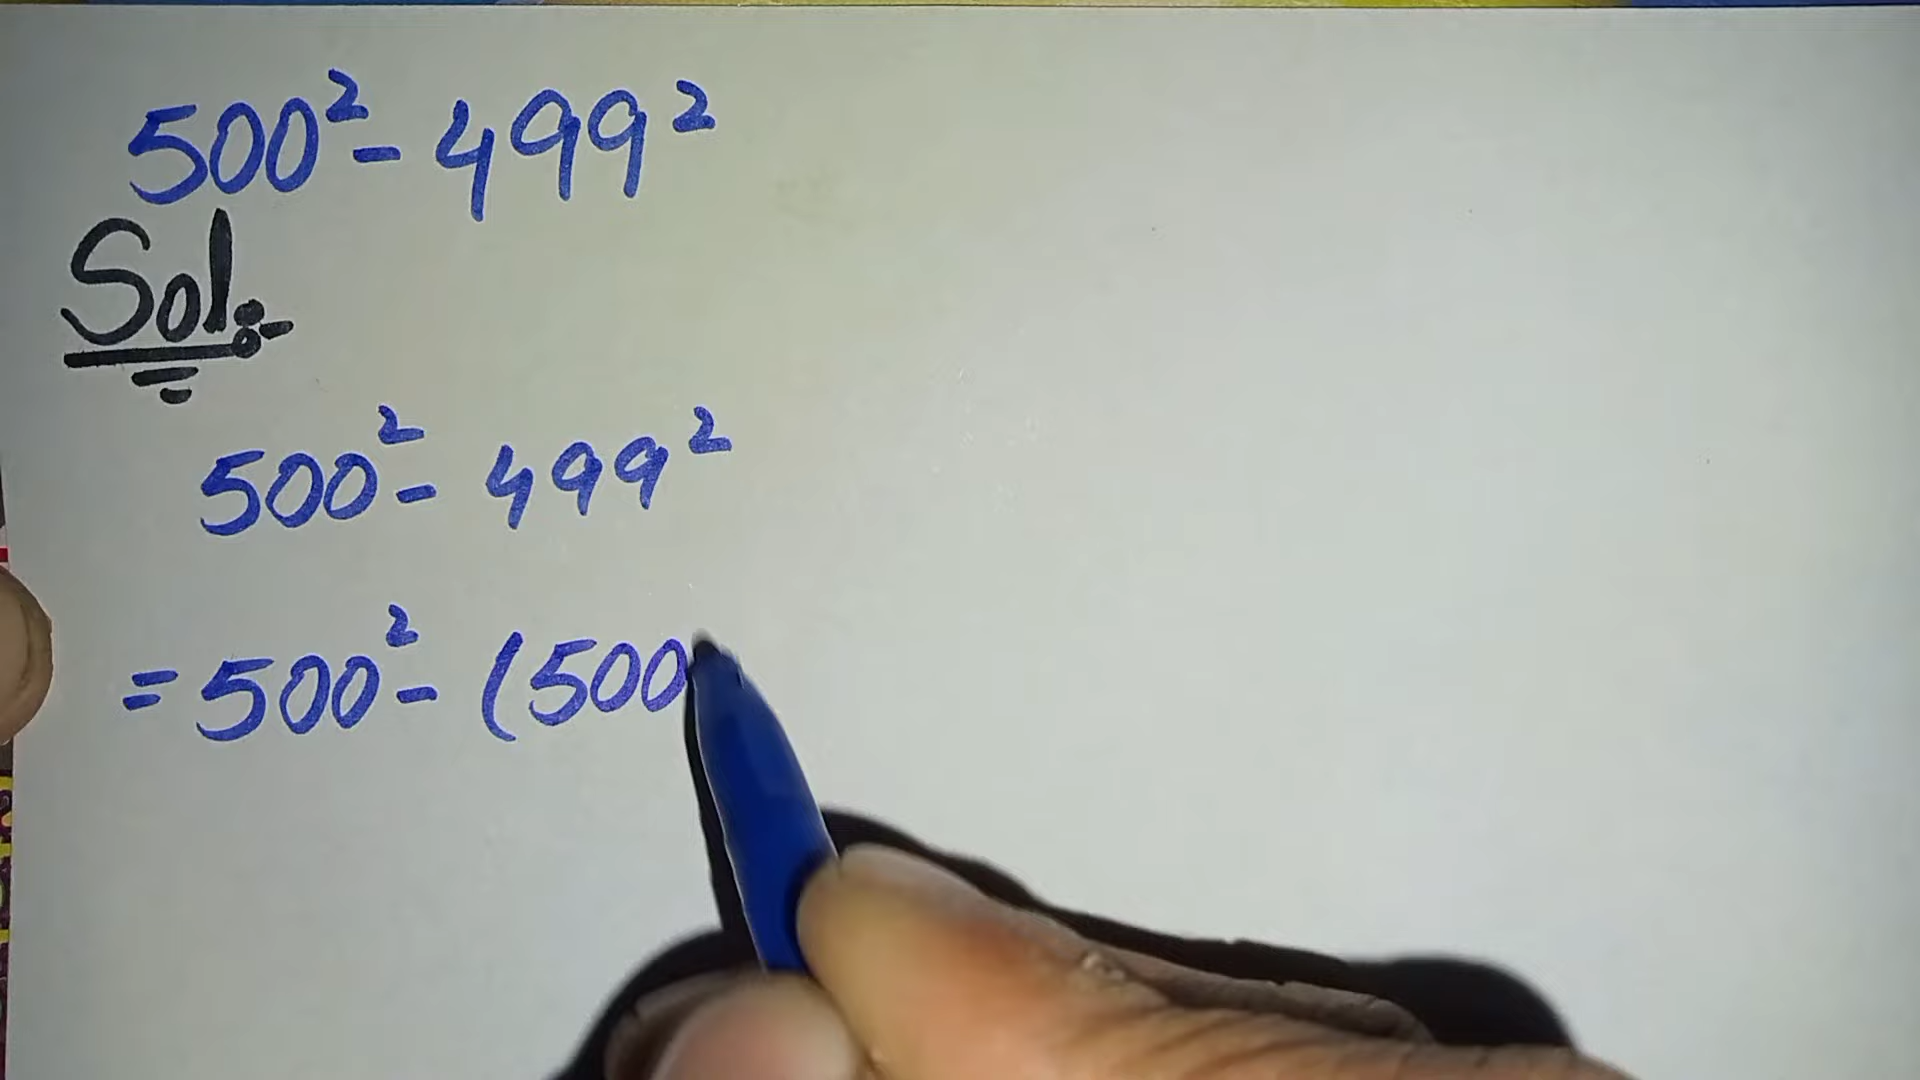 500² - 499²
Sol:-
500² - 499²
= 500² - (500